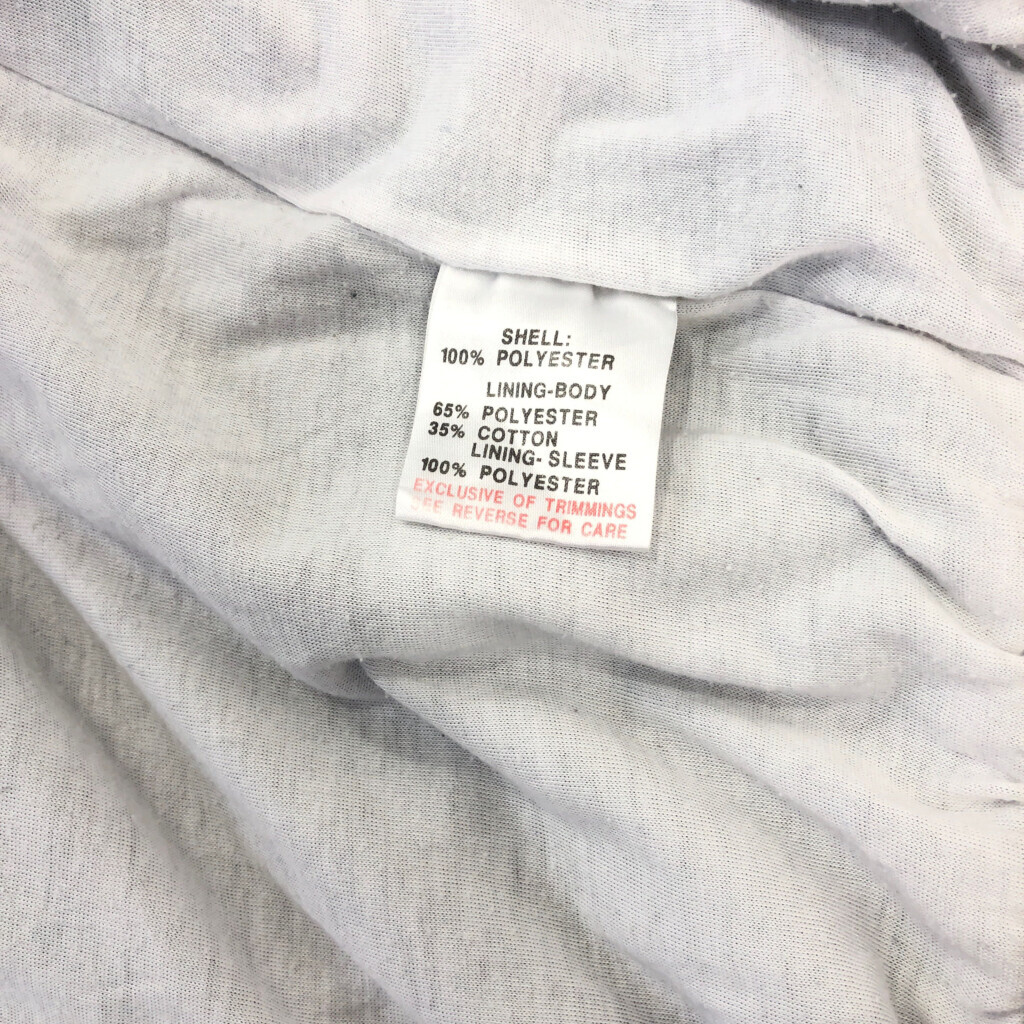 SHELL:
100% POLYESTER
LINING-BODY
65% POLYESTER
35% COTTON
LINING-SLEEVE
100% POLYESTER
EXCLUSIVE OF TRIMMINGS
SEE REVERSE FOR CARE